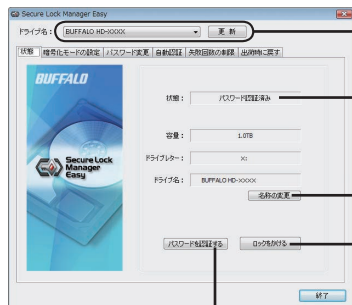 Secure Lock Manager Easy
ドライブ名： BUFFALO HD-XXXX 更 新
状態 暗号化モードの設定 パスワード変更 自動認証 失敗回数の制限 出荷時に戻す
BUFFALO
Secure Lock
Manager
Easy
状態： パスワード認証済み
容量： 1.0TB
ドライブレター： X:
ドライブ名： BUFFALO HD-XXXX
名称の変更
パスワードを認証する ロックをかける
終了